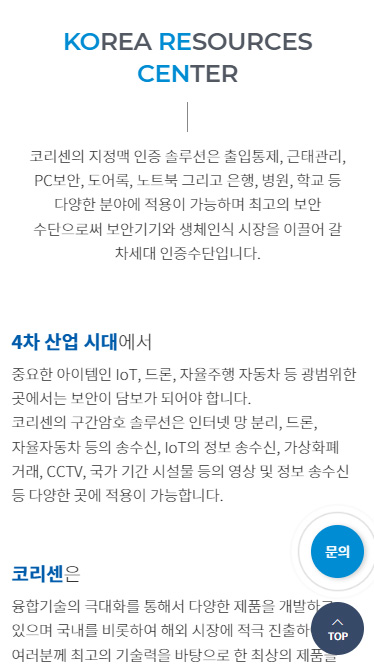 KOREA RESOURCES
CENTER
코리센의 지정맥 인증 솔루션은 출입통제, 근태관리,
PC보안, 도어록, 노트북 그리고 은행, 병원, 학교 등
다양한 분야에 적용이 가능하며 최고의 보안
수단으로써 보안기기와 생체인식 시장을 이끌어 갈
차세대 인증수단입니다.
4차 산업 시대에서
중요한 아이템인 IoT, 드론, 자율주행 자동차 등 광범위한
곳에서는 보안이 담보가 되어야 합니다.
코리센의 구간암호 솔루션은 인터넷 망 분리, 드론,
자율자동차 등의 송수신, IoT의 정보 송수신, 가상화폐
거래, CCTV, 국가 기간 시설물 등의 영상 및 정보 송수신
등 다양한 곳에 적용이 가능합니다.
문의
코리센은
융합기술의 극대화를 통해서 다양한 제품을 개발하고
있으며 국내를 비롯하여 해외 시장에 적극 진출하
TOP
여러분께 최고의 기술력을 바탕으로 한 최상의 제품을